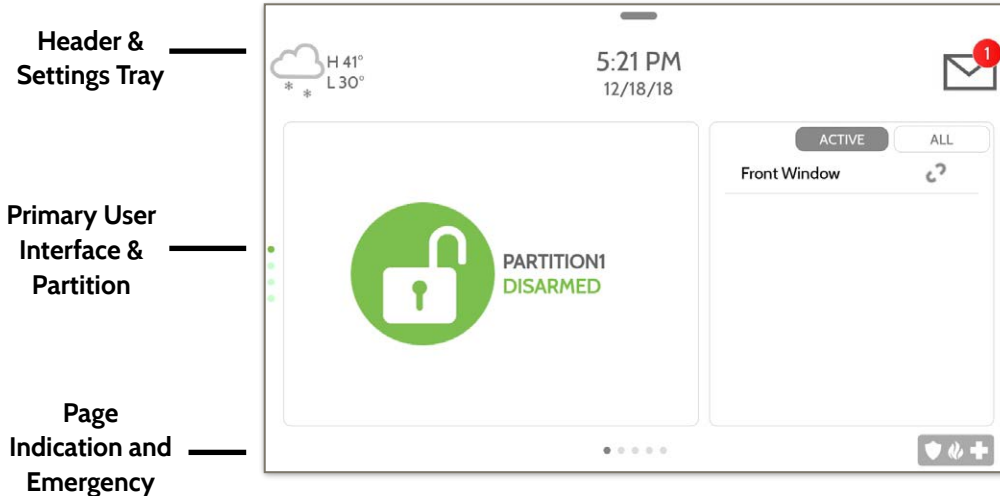 Header &
Settings Tray
H 41°
L 30°
5:21 PM
12/18/18
1
ACTIVE
ALL
Front Window
Primary User
Interface &
Partition
PARTITION1
DISARMED
Page
Indication and
Emergency